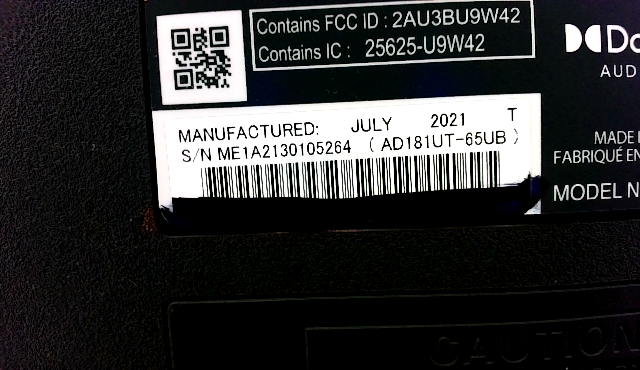 Contains FCC ID : 2AU3BU9W42
Contains IC : 25625-U9W42
MANUFACTURED: JULY 2021 T
S/N ME1A2130105264 ( AD181UT-65UB )
AUD
MADE
FABRIQUÉ EN
MODEL N
CAUTION